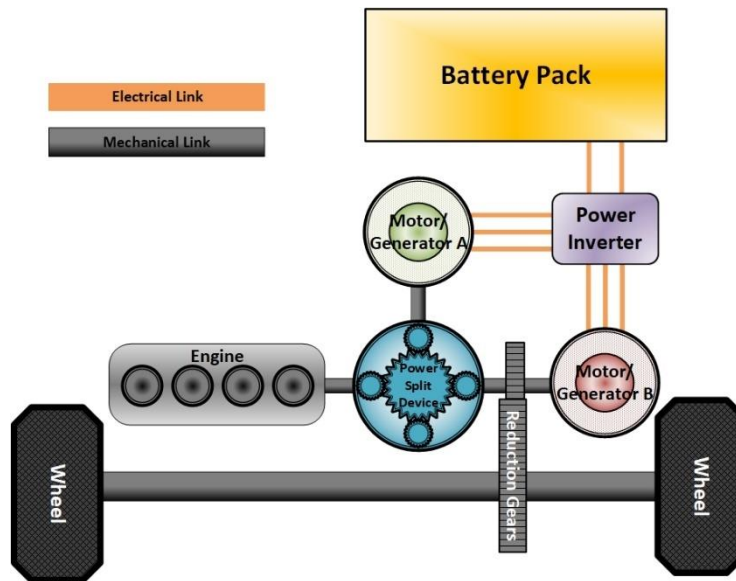 Battery Pack
Electrical Link
Mechanical Link
Motor/
Generator A
Power
Inverter
Engine
Power
Split
Device
Motor/
Generator B
Reduction Gears
Wheel
Wheel